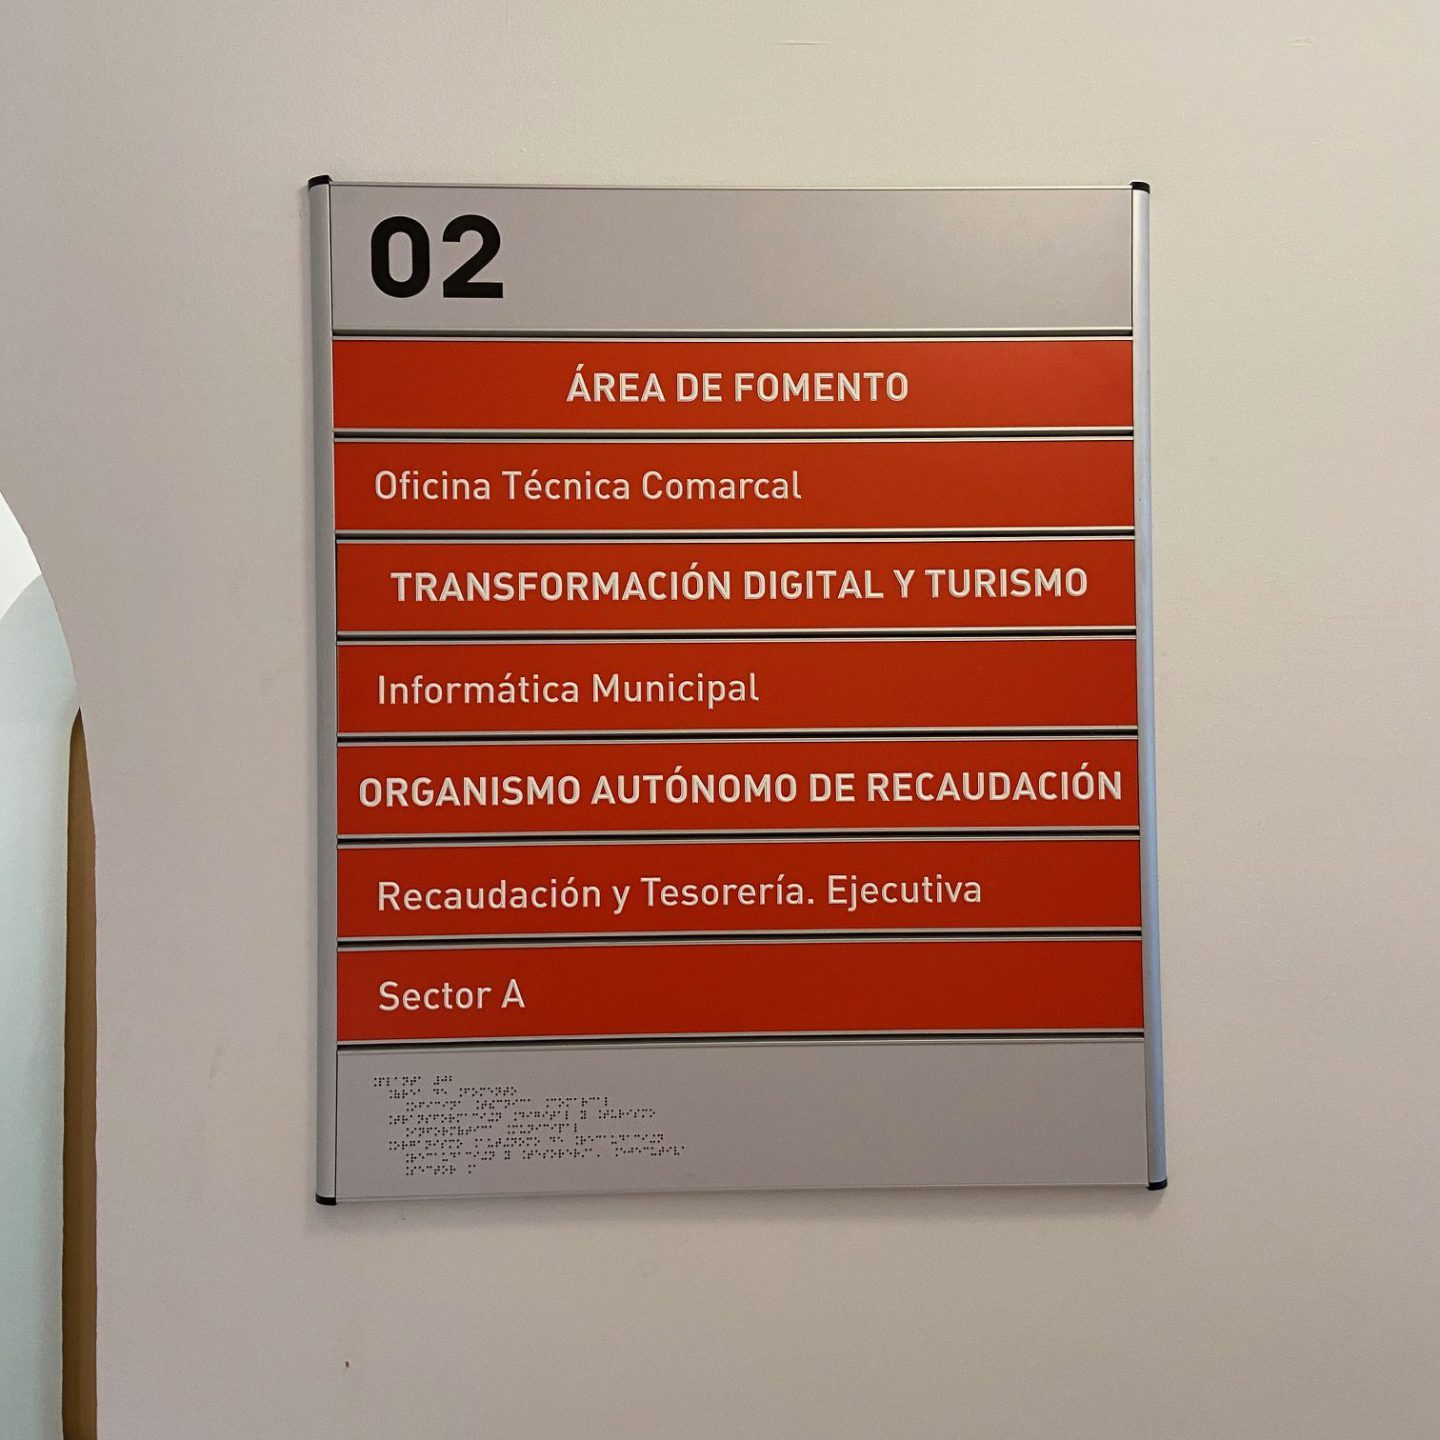 02
ÁREA DE FOMENTO
Oficina Técnica Comarcal
TRANSFORMACIÓN DIGITAL Y TURISMO
Informática Municipal
ORGANISMO AUTÓNOMO DE RECAUDACIÓN
Recaudación y Tesorería. Ejecutiva
Sector A